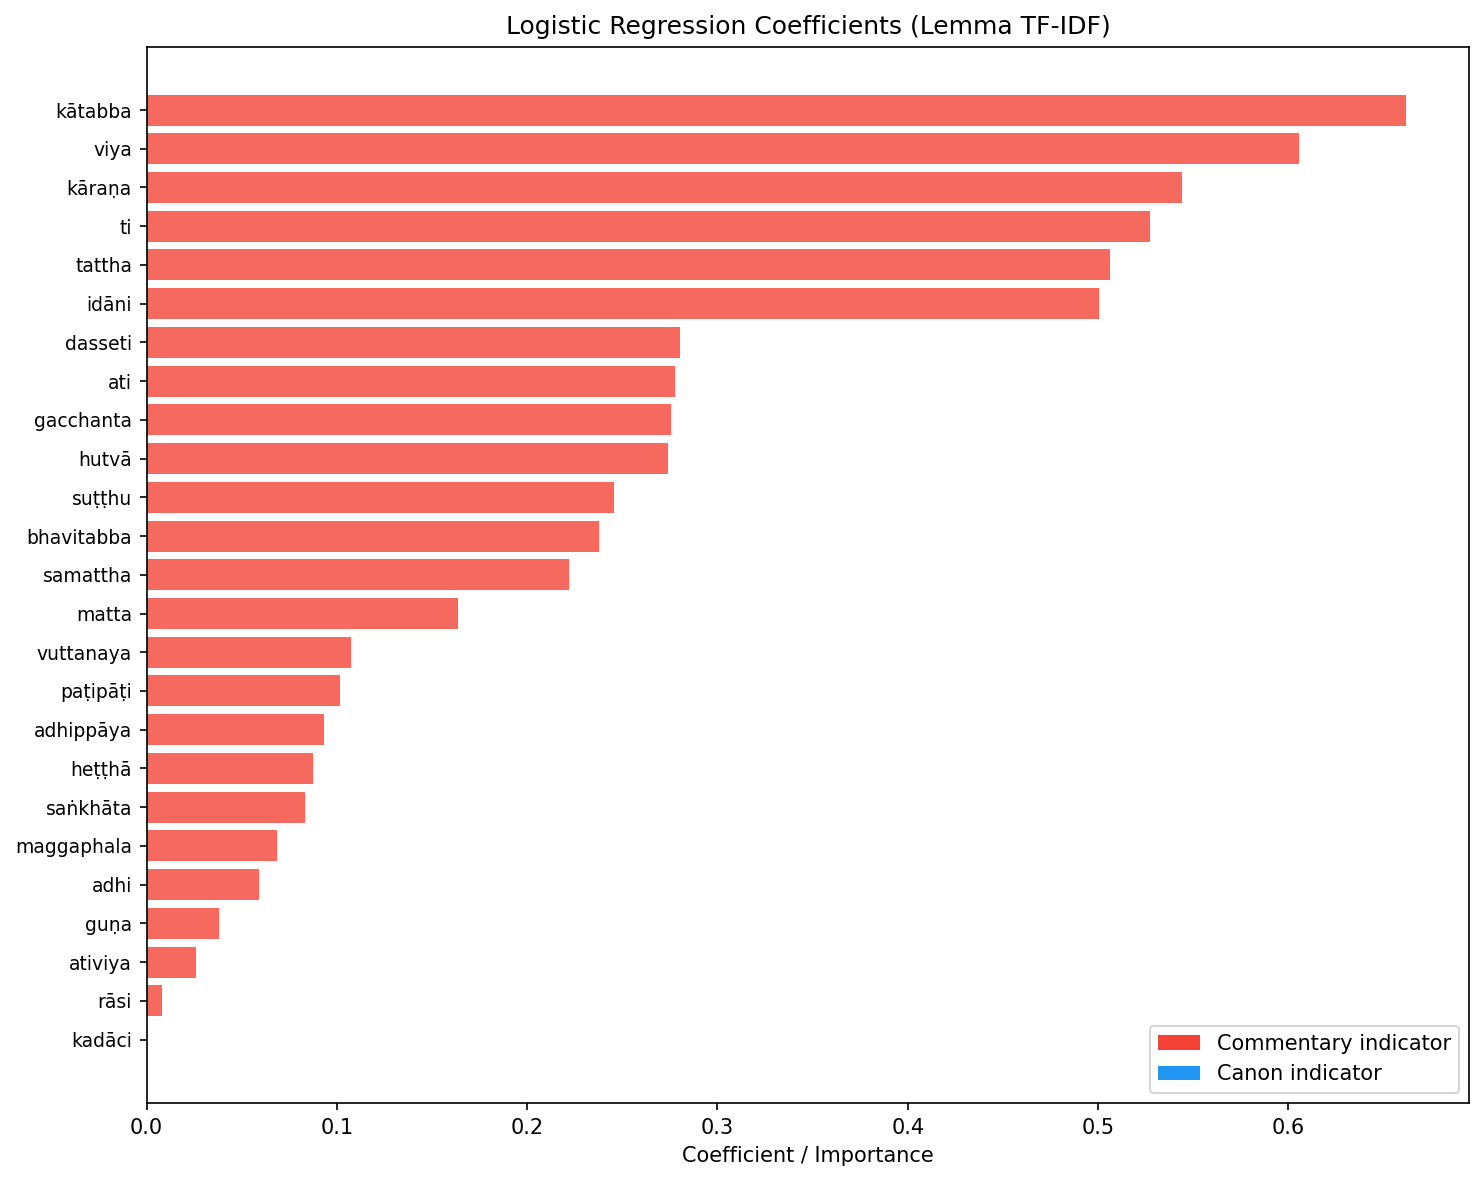 Logistic Regression Coefficients (Lemma TF-IDF)
kātabba
viya
kāraṇa
ti
tattha
idāni
dasseti
ati
gacchanta
hutvā
suṭṭhu
bhavitabba
samattha
matta
vuttanaya
paṭipāṭi
adhippāya
heṭṭhā
saṅkhāta
maggaphala
adhi
guṇa
ativiya
rāsi
kadāci
Commentary indicator
Canon indicator
0.0 0.1 0.2 0.3 0.4 0.5 0.6
Coefficient / Importance